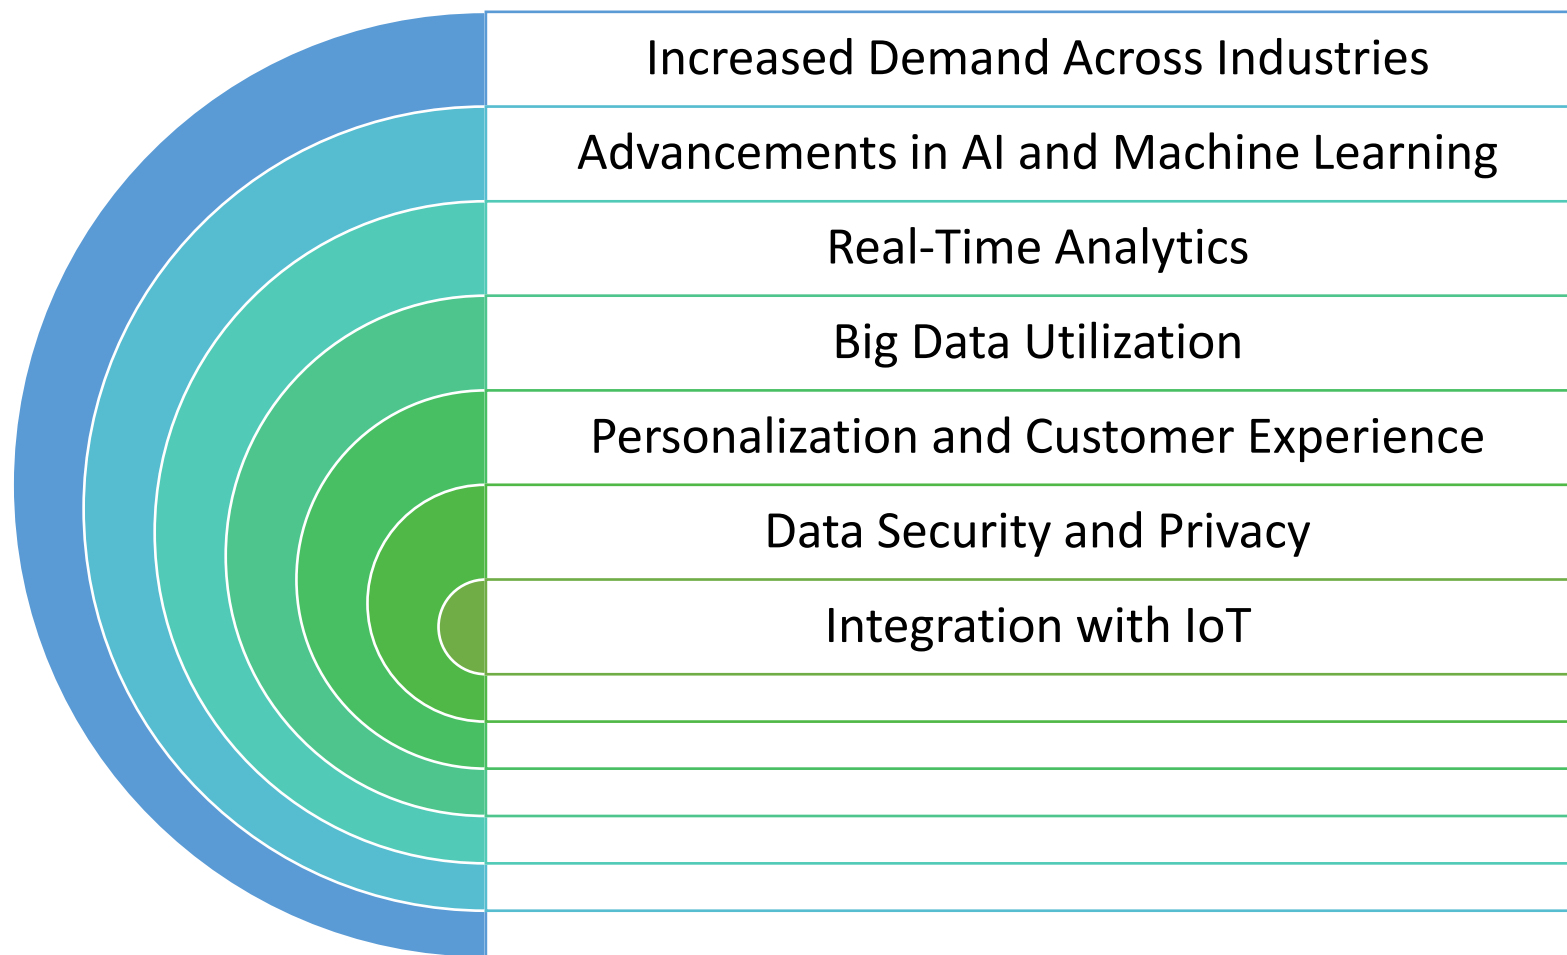 Increased Demand Across Industries
Advancements in AI and Machine Learning
Real-Time Analytics
Big Data Utilization
Personalization and Customer Experience
Data Security and Privacy
Integration with IoT